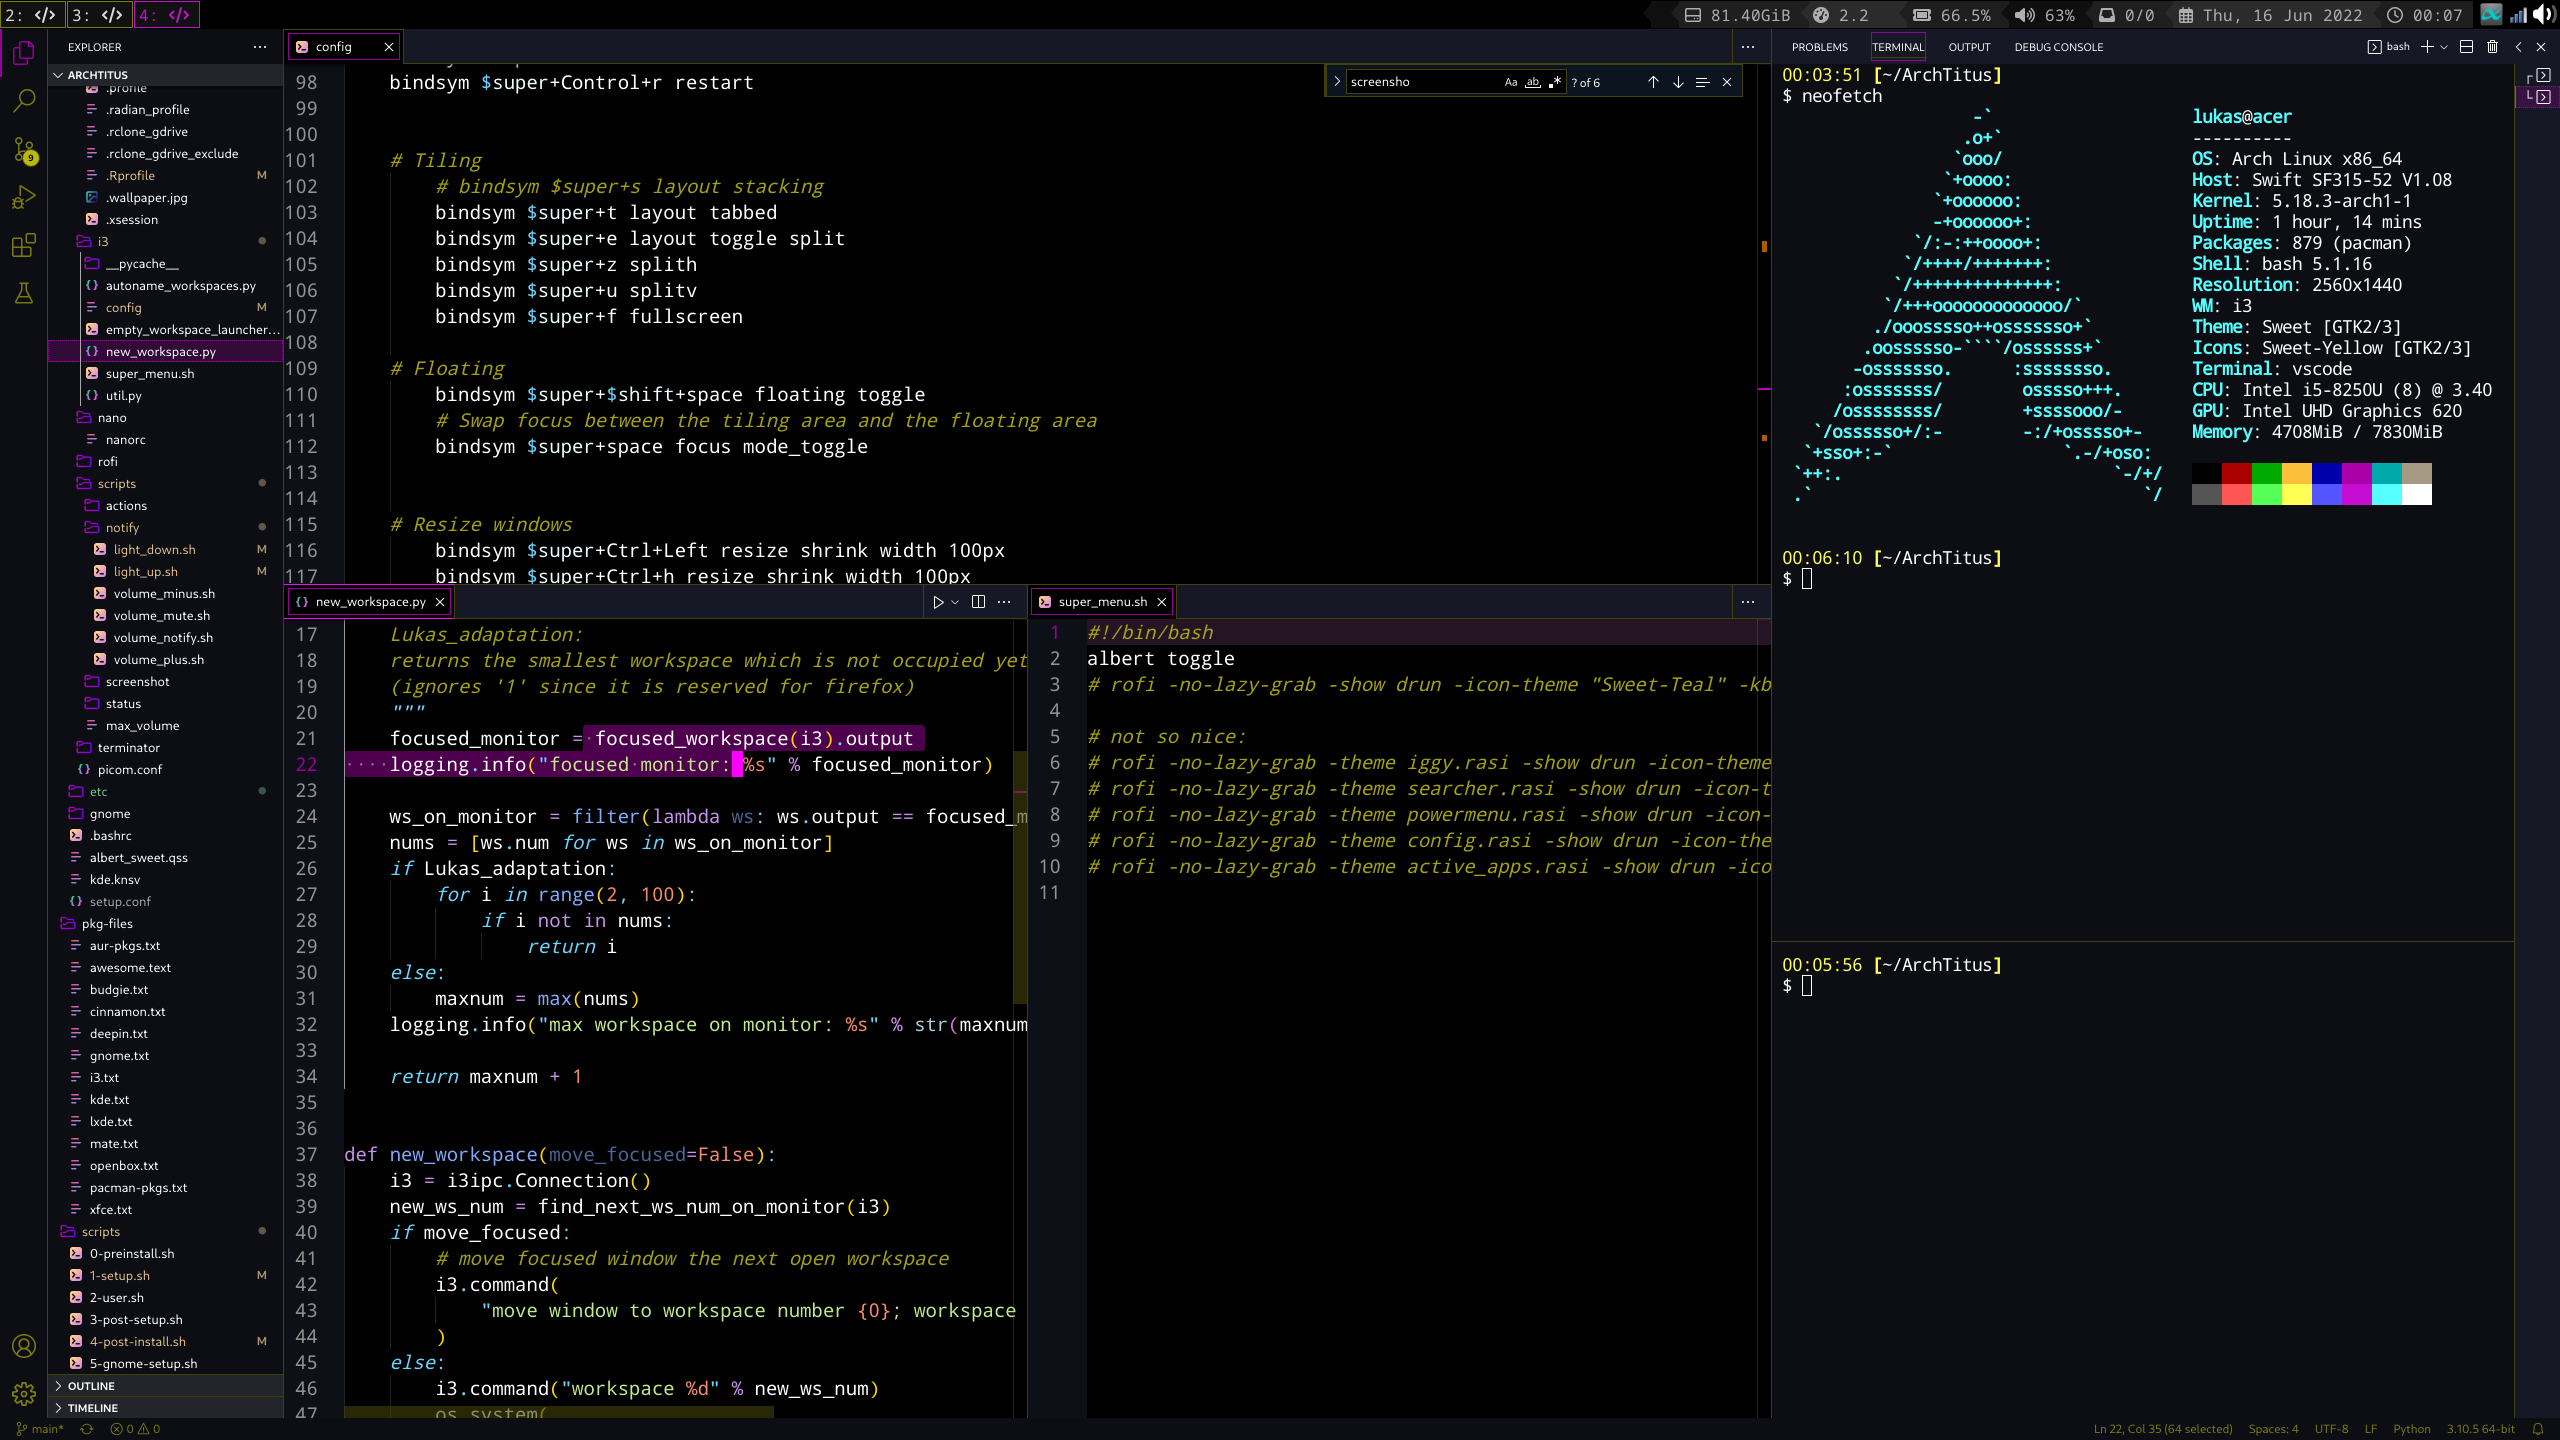 2: </> 3: </> 4: </>
81.40GiB 2.2 66.5% 63% 0/0 Thu, 16 Jun 2022 00:07
EXPLORER
ARCHTITUS
.profile
.radian_profile
.rclone_gdrive
.rclone_gdrive_exclude
.Rprofile M
.wallpaper.jpg
.xsession
i3
__pycache__
autoname_workspaces.py
config M
empty_workspace_launcher...
new_workspace.py
super_menu.sh
util.py
nano
nanorc
rofi
scripts
actions
notify
light_down.sh M
light_up.sh M
volume_minus.sh
volume_mute.sh
volume_notify.sh
volume_plus.sh
screenshot
status
max_volume
terminator
picom.conf
etc
gnome
.bashrc
albert_sweet.qss
kde.knsv
setup.conf
pkg-files
aur-pkgs.txt
awesome.text
budgie.txt
cinnamon.txt
deepin.txt
gnome.txt
i3.txt
kde.txt
lxde.txt
mate.txt
openbox.txt
pacman-pkgs.txt
xfce.txt
scripts
0-preinstall.sh
1-setup.sh M
2-user.sh
3-post-setup.sh
4-post-install.sh M
5-gnome-setup.sh
OUTLINE
TIMELINE
9
config
screensho Aa ab .* ? of 6
98 bindsym $super+Control+r restart
99
100
101 # Tiling
102 # bindsym $super+s layout stacking
103 bindsym $super+t layout tabbed
104 bindsym $super+e layout toggle split
105 bindsym $super+z splith
106 bindsym $super+u splitv
107 bindsym $super+f fullscreen
108
109 # Floating
110 bindsym $super+$shift+space floating toggle
111 # Swap focus between the tiling area and the floating area
112 bindsym $super+space focus mode_toggle
113
114
115 # Resize windows
116 bindsym $super+Ctrl+Left resize shrink width 100px
117 bindsym $super+Ctrl+h resize shrink width 100px
new_workspace.py
17 Lukas_adaptation:
18 returns the smallest workspace which is not occupied yet
19 (ignores '1' since it is reserved for firefox)
20 """
21 focused_monitor = focused_workspace(i3).output
22 logging.info("focused monitor: %s" % focused_monitor)
23
24 ws_on_monitor = filter(lambda ws: ws.output == focused_m
25 nums = [ws.num for ws in ws_on_monitor]
26 if Lukas_adaptation:
27 for i in range(2, 100):
28 if i not in nums:
29 return i
30 else:
31 maxnum = max(nums)
32 logging.info("max workspace on monitor: %s" % str(maxnum
33
34 return maxnum + 1
35
36
37 def new_workspace(move_focused=False):
38 i3 = i3ipc.Connection()
39 new_ws_num = find_next_ws_num_on_monitor(i3)
40 if move_focused:
41 # move focused window the next open workspace
42 i3.command(
43 "move window to workspace number {0}; workspace
44 )
45 else:
46 i3.command("workspace %d" % new_ws_num)
47 os.system(
super_menu.sh
1 #!/bin/bash
2 albert toggle
3 # rofi -no-lazy-grab -show drun -icon-theme "Sweet-Teal" -kb
4
5 # not so nice:
6 # rofi -no-lazy-grab -theme iggy.rasi -show drun -icon-theme
7 # rofi -no-lazy-grab -theme searcher.rasi -show drun -icon-t
8 # rofi -no-lazy-grab -theme powermenu.rasi -show drun -icon-
9 # rofi -no-lazy-grab -theme config.rasi -show drun -icon-the
10 # rofi -no-lazy-grab -theme active_apps.rasi -show drun -ico
11
PROBLEMS TERMINAL OUTPUT DEBUG CONSOLE
bash
00:03:51 [~/ArchTitus]
$ neofetch
-`
.o+`
`ooo/
`+oooo:
`+oooooo:
-+oooooo+:
`/:-:++oooo+:
`/++++/+++++++:
`/++++++++++++++:
`/+++ooooooooooooo/`
./ooosssso++osssssso+`
.oossssso-````/ossssss+`
-osssssso. :ssssssso.
:osssssss/ osssso+++.
/ossssssss/ +ssssooo/-
`/ossssso+/:- -:/+osssso+-
`+sso+:-` `.-/+oso:
`++:. `-/+/
.` `/
lukas@acer
----------
OS: Arch Linux x86_64
Host: Swift SF315-52 V1.08
Kernel: 5.18.3-arch1-1
Uptime: 1 hour, 14 mins
Packages: 879 (pacman)
Shell: bash 5.1.16
Resolution: 2560x1440
WM: i3
Theme: Sweet [GTK2/3]
Icons: Sweet-Yellow [GTK2/3]
Terminal: vscode
CPU: Intel i5-8250U (8) @ 3.40
GPU: Intel UHD Graphics 620
Memory: 4708MiB / 7830MiB
00:06:10 [~/ArchTitus]
$
00:05:56 [~/ArchTitus]
$
main* 0 0
Ln 22, Col 35 (64 selected) Spaces: 4 UTF-8 LF Python 3.10.5 64-bit